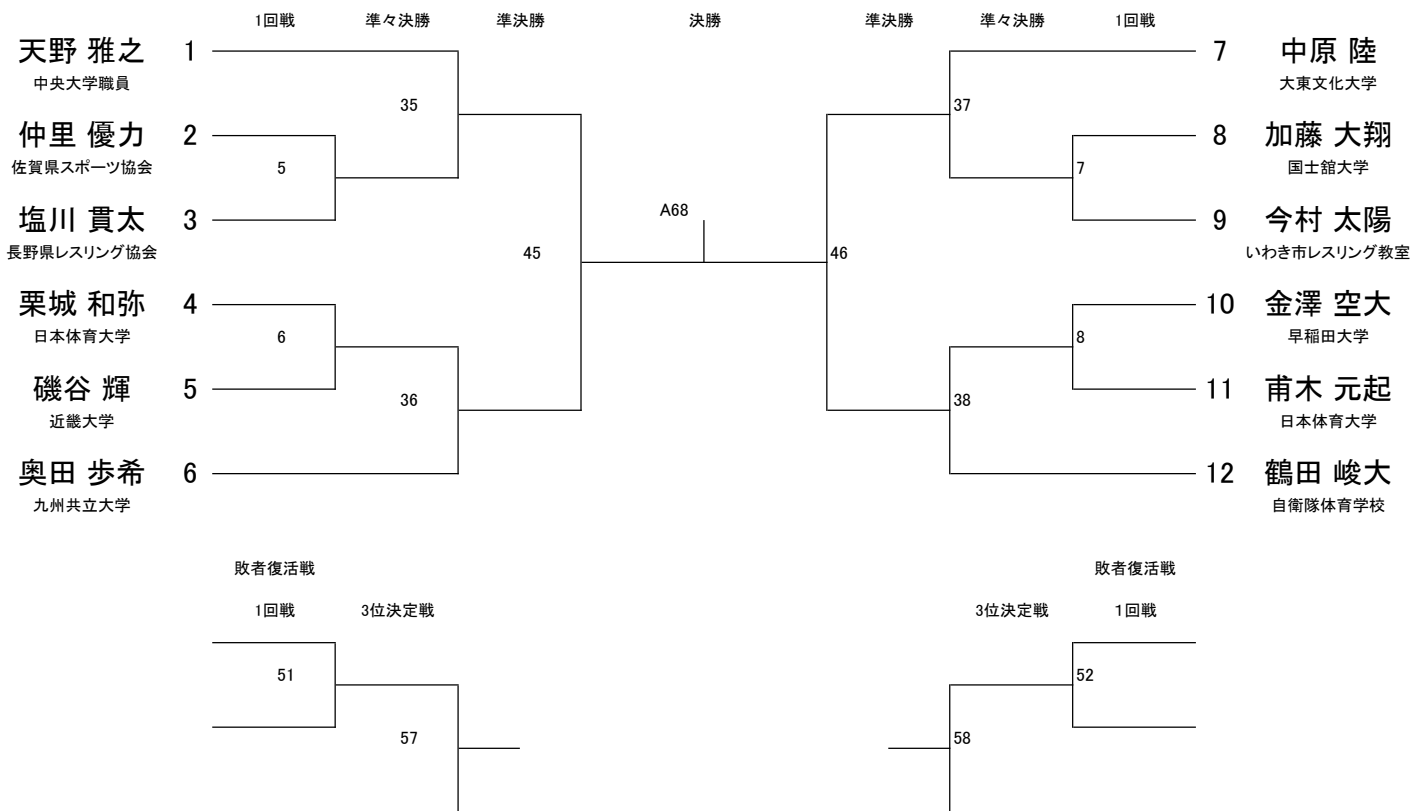 1回戦 準々決勝 準決勝 決勝 準決勝 準々決勝 1回戦
天野 雅之 1
中央大学職員
35
仲里 優力 2
佐賀県スポーツ協会
5
塩川 貫太 3
長野県レスリング協会
45
栗城 和弥 4
日本体育大学
6
磯谷 輝 5
近畿大学
36
奥田 歩希 6
九州共立大学
A68
7 中原 陸
大東文化大学
37
8 加藤 大翔
国士舘大学
7
9 今村 太陽
いわき市レスリング教室
46
10 金澤 空大
早稲田大学
8
11 甫木 元起
日本体育大学
38
12 鶴田 峻大
自衛隊体育学校
敗者復活戦
1回戦 3位決定戦
51
57
敗者復活戦
3位決定戦 1回戦
52
58